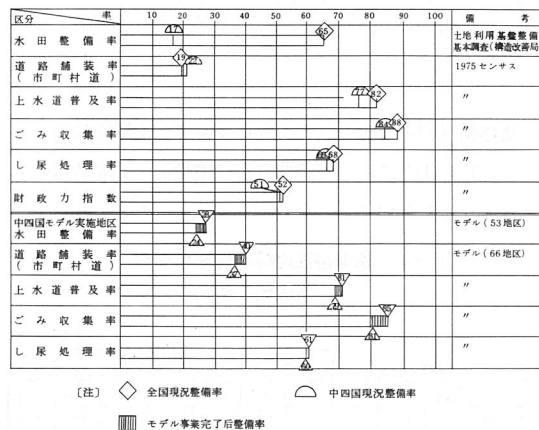 区分 率 10 20 30 40 50 60 70 80 90 100 備考
水田整備率 17 65 土地利用基盤整備
基本調査(構造改善局)
道路舗装率 19 22 1975センサス
(市町村道)
上水道普及率 77 82 〃
ごみ収集率 84 88 〃
し尿処理率 68 〃
財政力指数 51 52 〃
中四国モデル実施地区
水田整備率 モデル(53地区)
道路舗装率 モデル(66地区)
(市町村道)
上水道普及率 〃
ごみ収集率 〃
し尿処理率 61 〃
〔注〕 全国現況整備率 中四国現況整備率
モデル事業完了后整備率